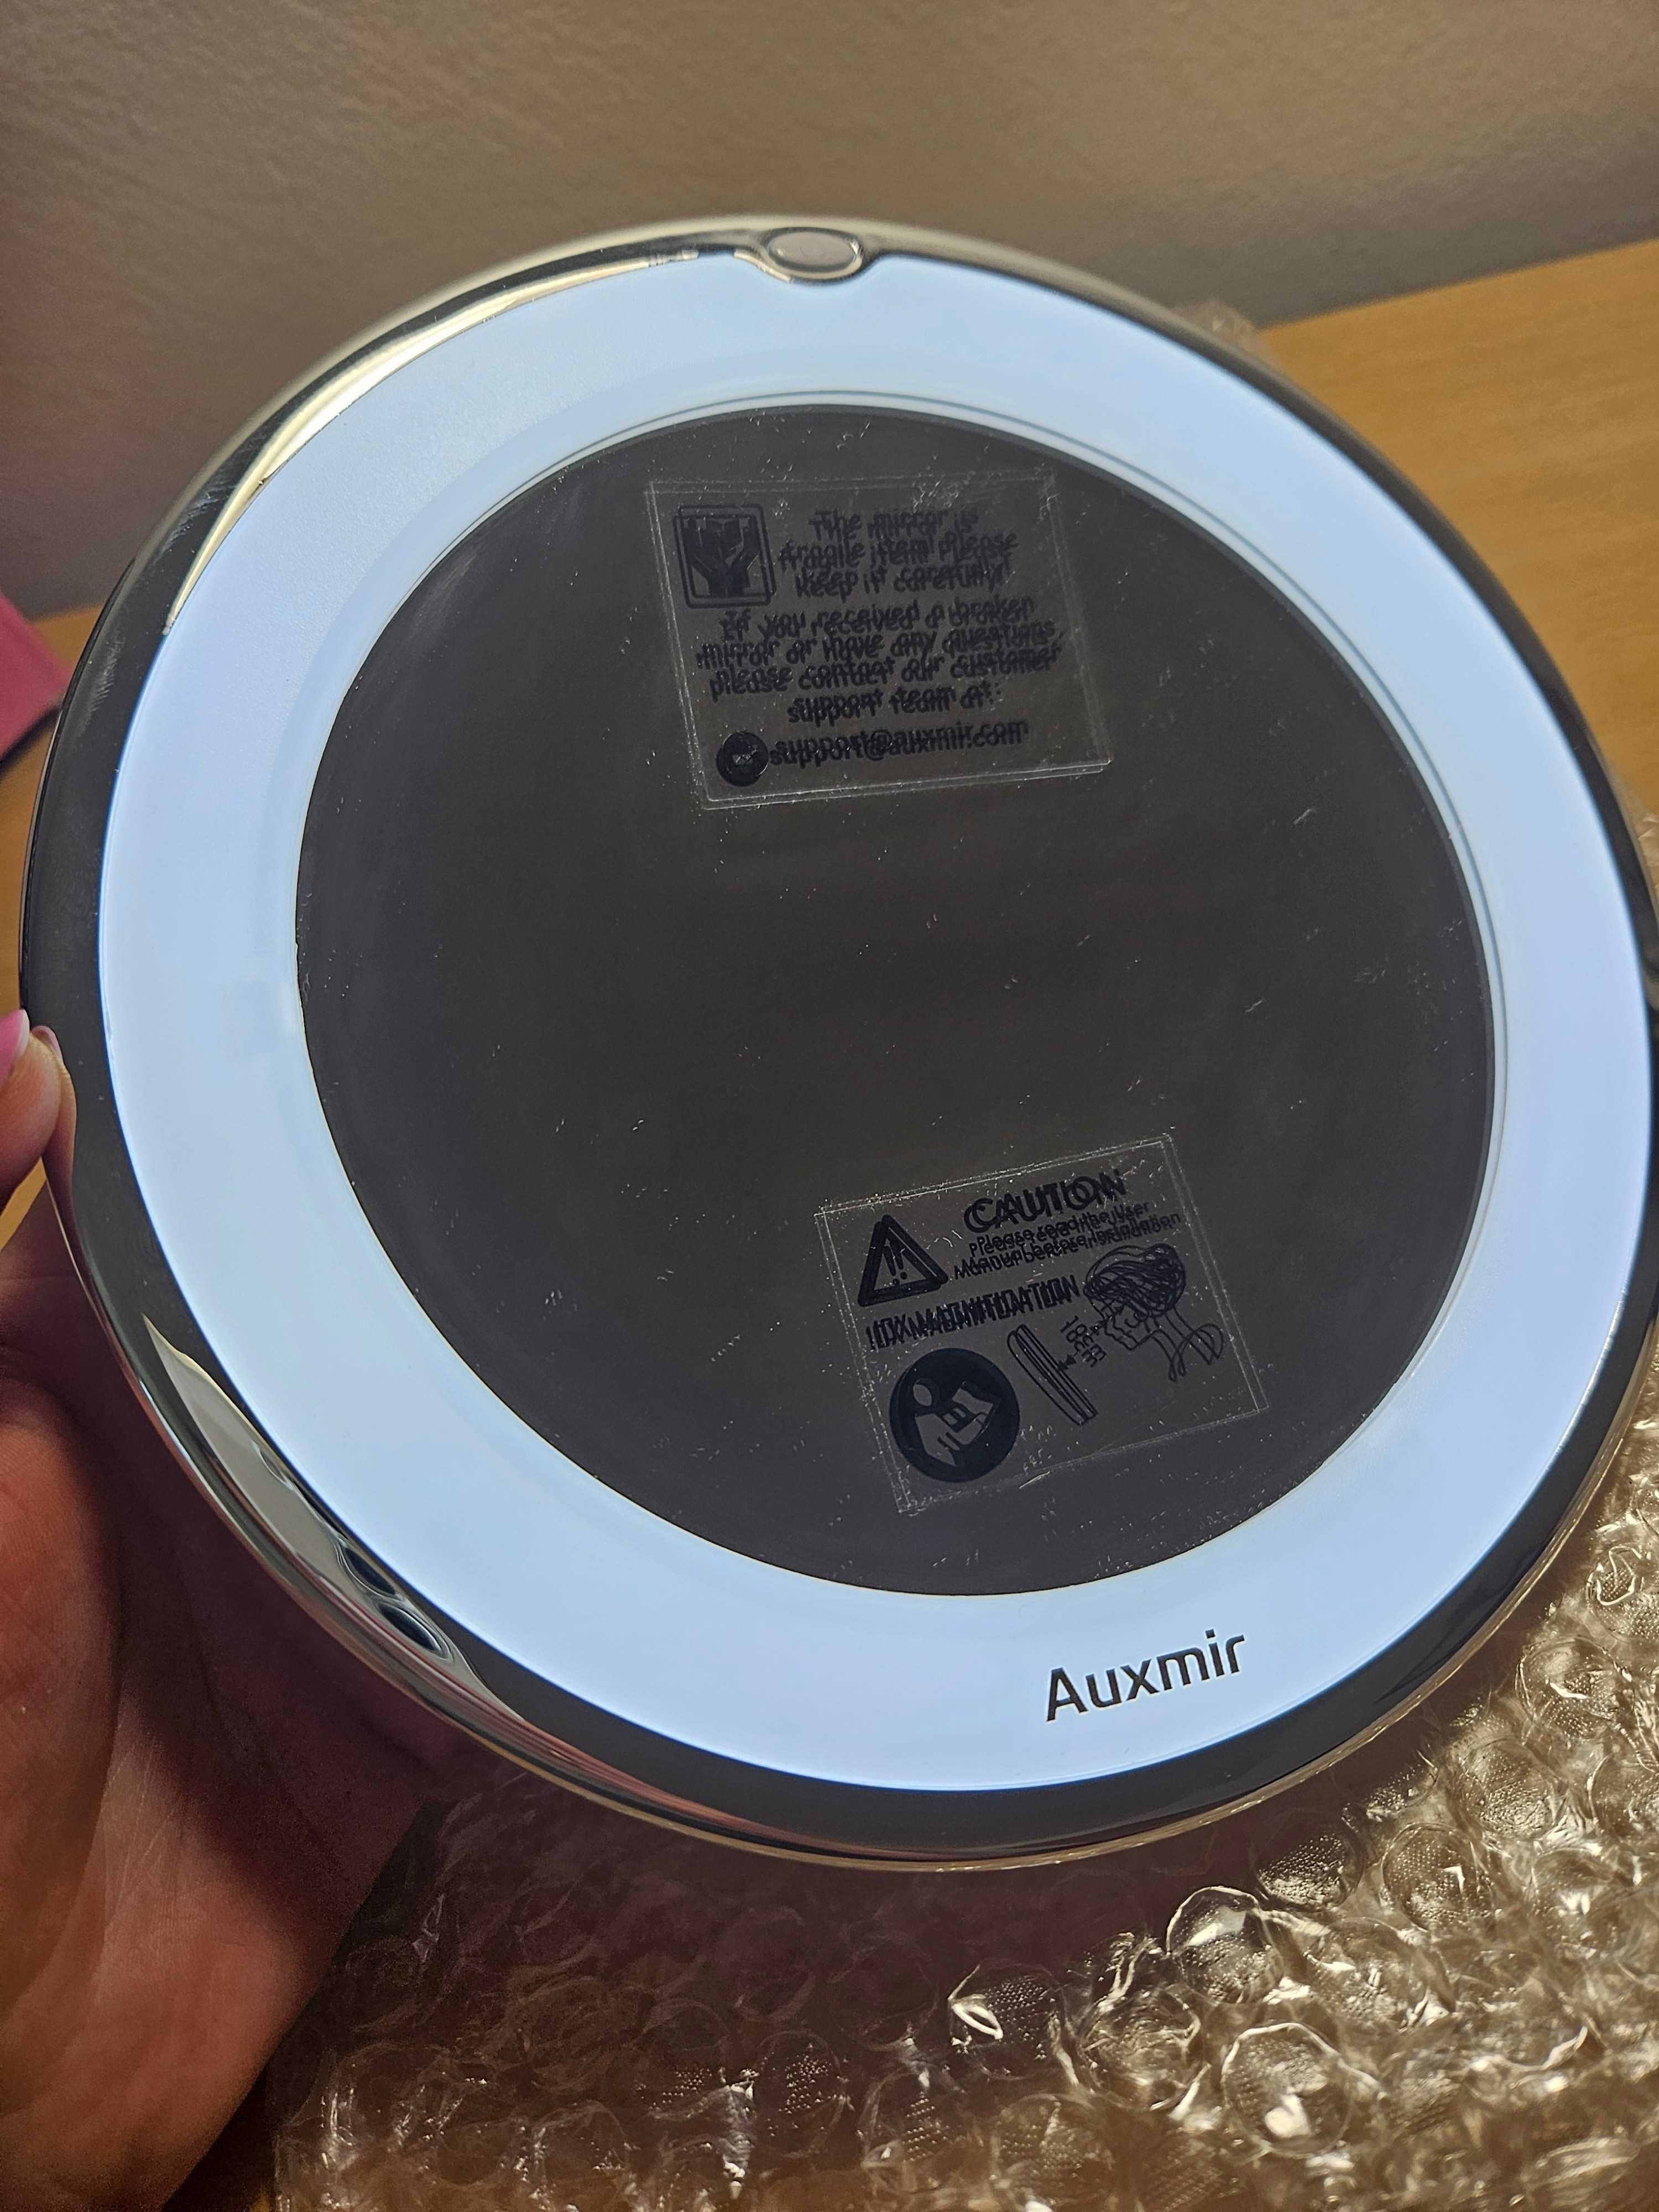 The mirror is
fragile item please
keep it carefully!
If you received a broken
mirror or have any questions,
please contact our customer
support team at:
support@auxmir.com
CAUTION
Please read the User
Manual before Installation
10X MAGNIFICATION
Auxmir